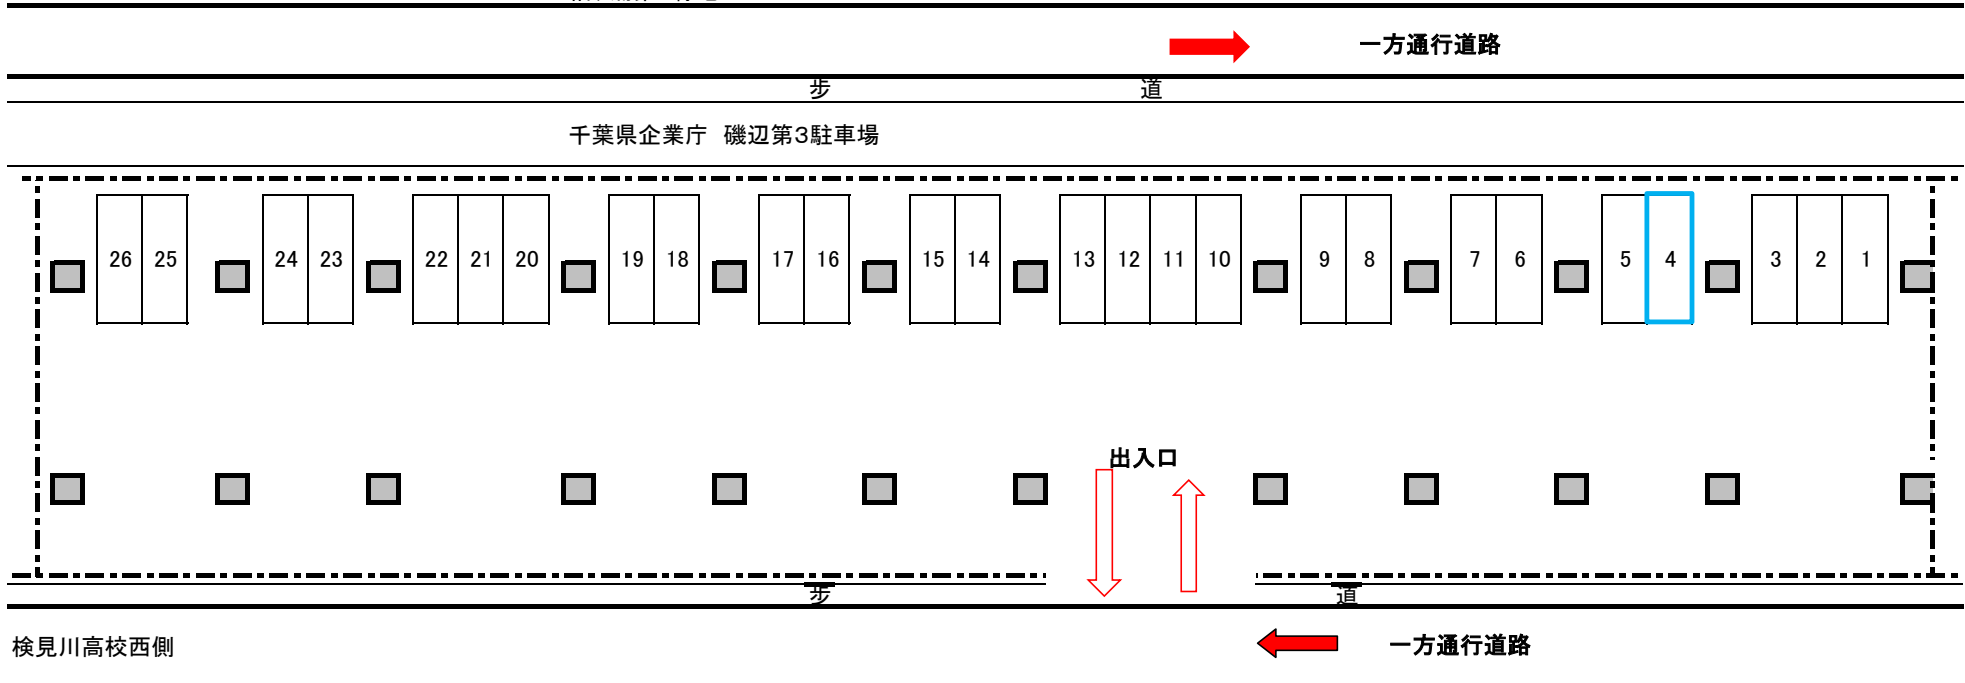 一方通行道路
歩 道
千葉県企業庁 磯辺第3駐車場
26 25 24 23 22 21 20 19 18 17 16 15 14 13 12 11 10 9 8 7 6 5 4 3 2 1
出入口
歩 道
検見川高校西側 一方通行道路